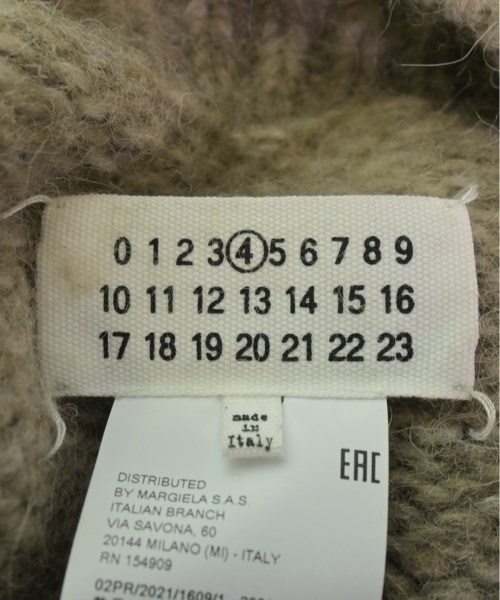 0 1 2 3 4 5 6 7 8 9
10 11 12 13 14 15 16
17 18 19 20 21 22 23
made
in
Italy
EAC
DISTRIBUTED
BY MARGIELA S.A.S.
ITALIAN BRANCH
VIA SAVONA, 60
20144 MILANO (MI) - ITALY
RN 154909
02PR/2021/1609/1